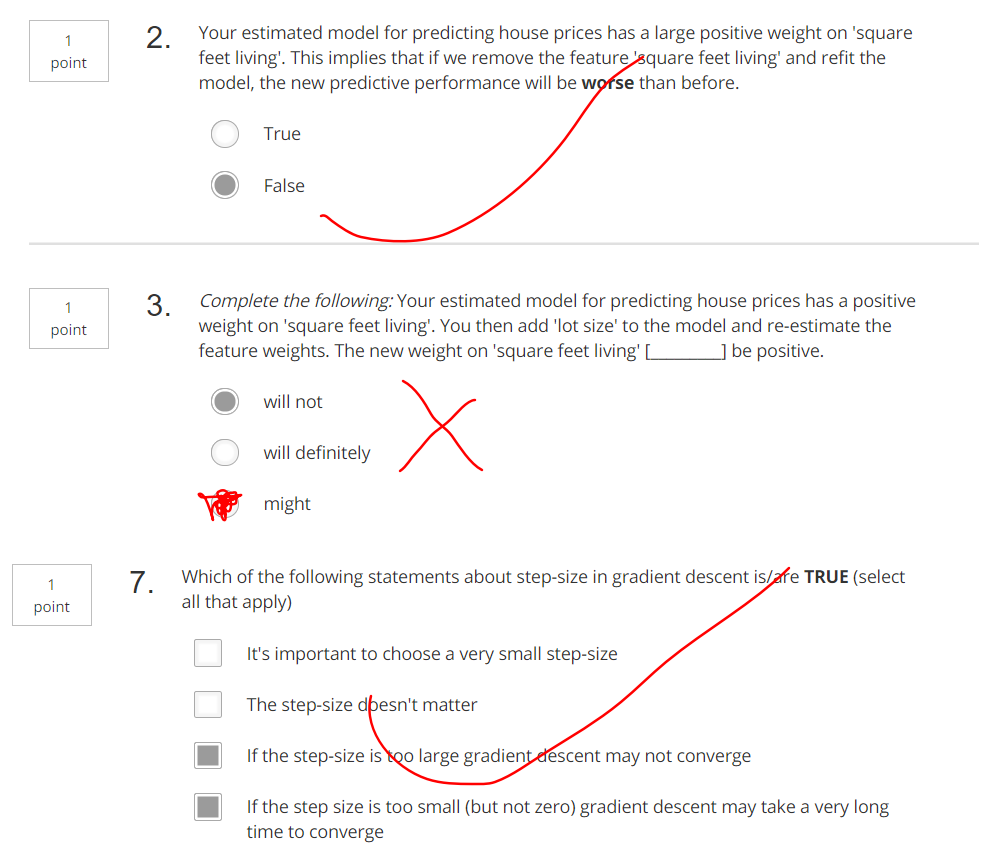 1
point
2.
Your estimated model for predicting house prices has a large positive weight on 'square
feet living'. This implies that if we remove the feature 'square feet living' and refit the
model, the new predictive performance will be worse than before.
True
False
1
point
3.
Complete the following: Your estimated model for predicting house prices has a positive
weight on 'square feet living'. You then add 'lot size' to the model and re-estimate the
feature weights. The new weight on 'square feet living' [________] be positive.
will not
will definitely
might
1
point
7.
Which of the following statements about step-size in gradient descent is/are TRUE (select
all that apply)
It's important to choose a very small step-size
The step-size doesn't matter
If the step-size is too large gradient descent may not converge
If the step size is too small (but not zero) gradient descent may take a very long
time to converge